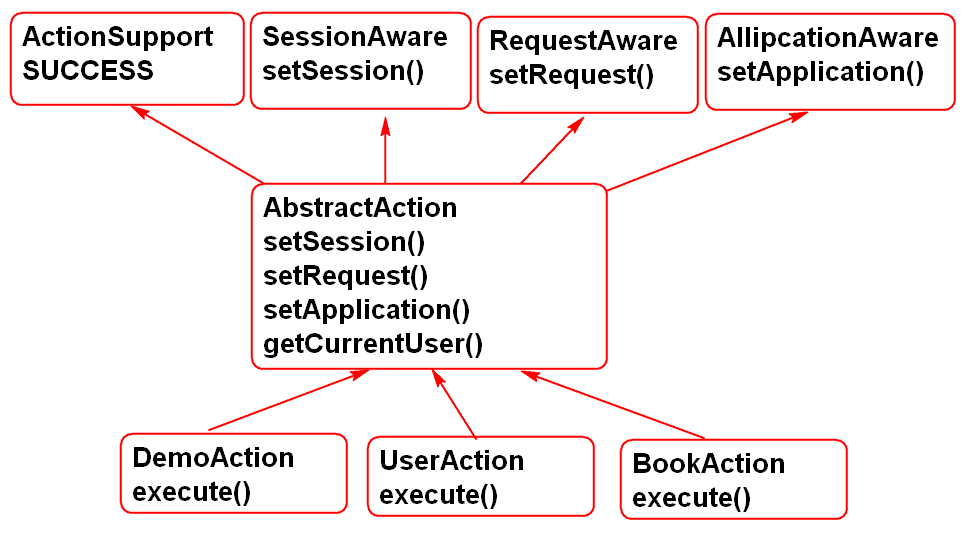 ActionSupport
SUCCESS
SessionAware
setSession()
RequestAware
setRequest()
AllipcationAware
setApplication()
AbstractAction
setSession()
setRequest()
setApplication()
getCurrentUser()
DemoAction
execute()
UserAction
execute()
BookAction
execute()